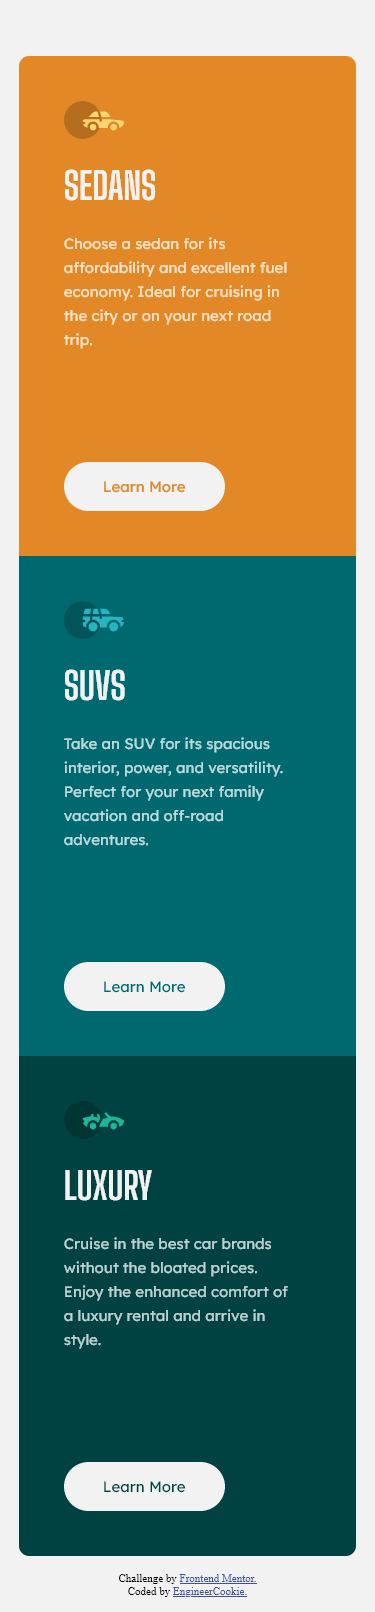 SEDANS
Choose a sedan for its
affordability and excellent fuel
economy. Ideal for cruising in
the city or on your next road
trip.
Learn More
SUVS
Take an SUV for its spacious
interior, power, and versatility.
Perfect for your next family
vacation and off-road
adventures.
Learn More
LUXURY
Cruise in the best car brands
without the bloated prices.
Enjoy the enhanced comfort of
a luxury rental and arrive in
style.
Learn More
Challenge by Frontend Mentor.
Coded by EngineerCookie.